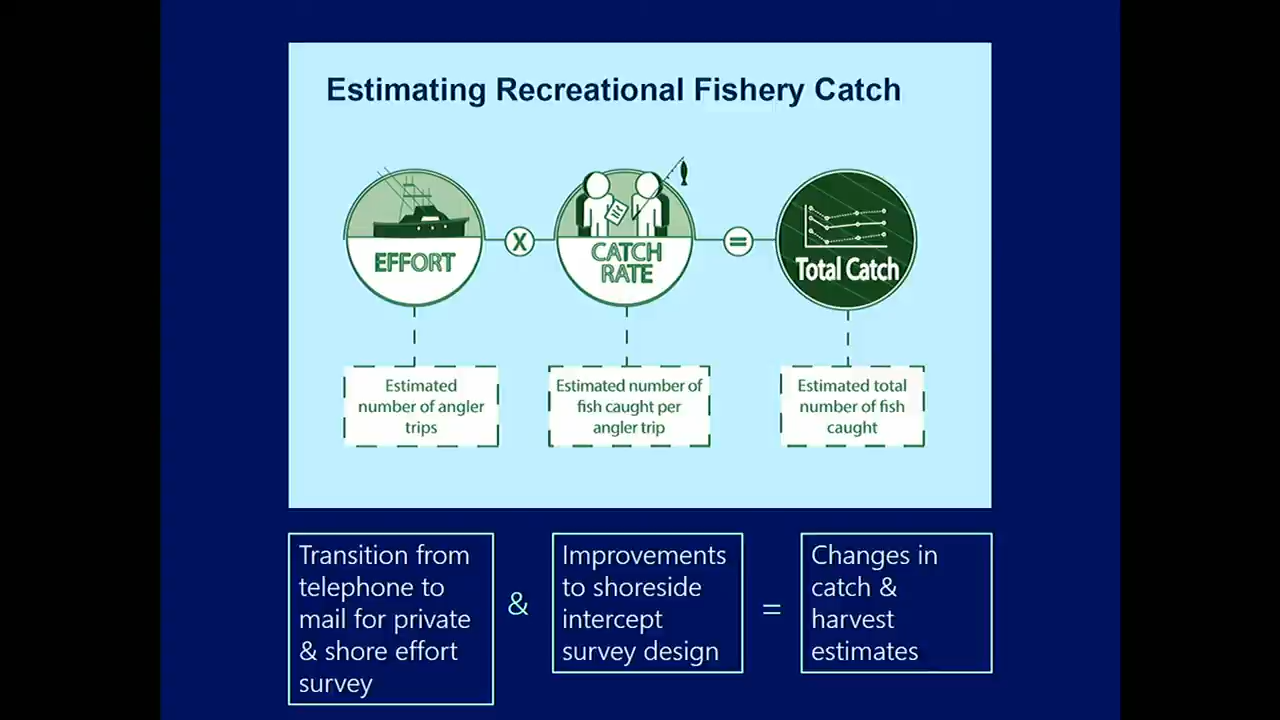 Estimating Recreational Fishery Catch
EFFORT
X
CATCH
RATE
=
Total Catch
Estimated
number of angler
trips
Estimated number of
fish caught per
angler trip
Estimated total
number of fish
caught
Transition from
telephone to
mail for private
& shore effort
survey
&
Improvements
to shoreside
intercept
survey design
=
Changes in
catch &
harvest
estimates